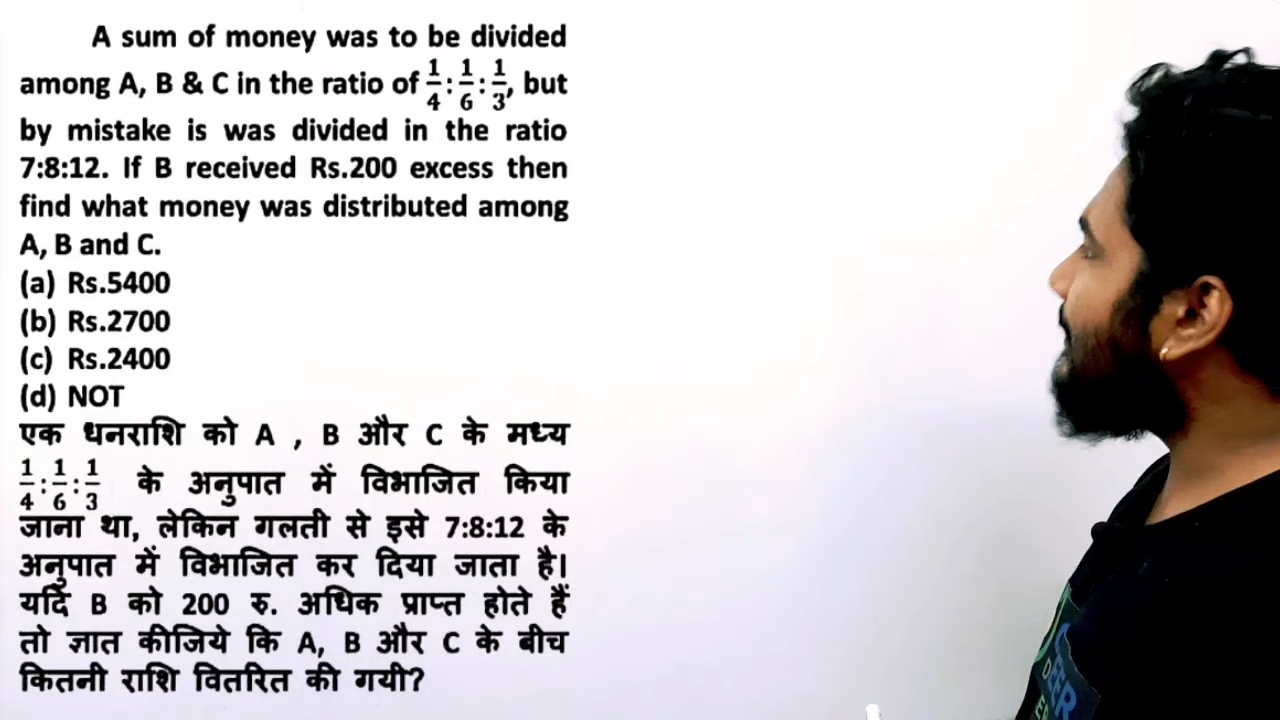 A sum of money was to be divided
among A, B & C in the ratio of 1/4 : 1/6 : 1/3, but
by mistake is was divided in the ratio
7:8:12. If B received Rs.200 excess then
find what money was distributed among
A, B and C.
(a) Rs.5400
(b) Rs.2700
(c) Rs.2400
(d) NOT
एक धनराशि को A , B और C के मध्य
1/4 : 1/6 : 1/3 के अनुपात में विभाजित किया
जाना था, लेकिन गलती से इसे 7:8:12 के
अनुपात में विभाजित कर दिया जाता है।
यदि B को 200 रु. अधिक प्राप्त होते हैं
तो ज्ञात कीजिये कि A, B और C के बीच
कितनी राशि वितरित की गयी?